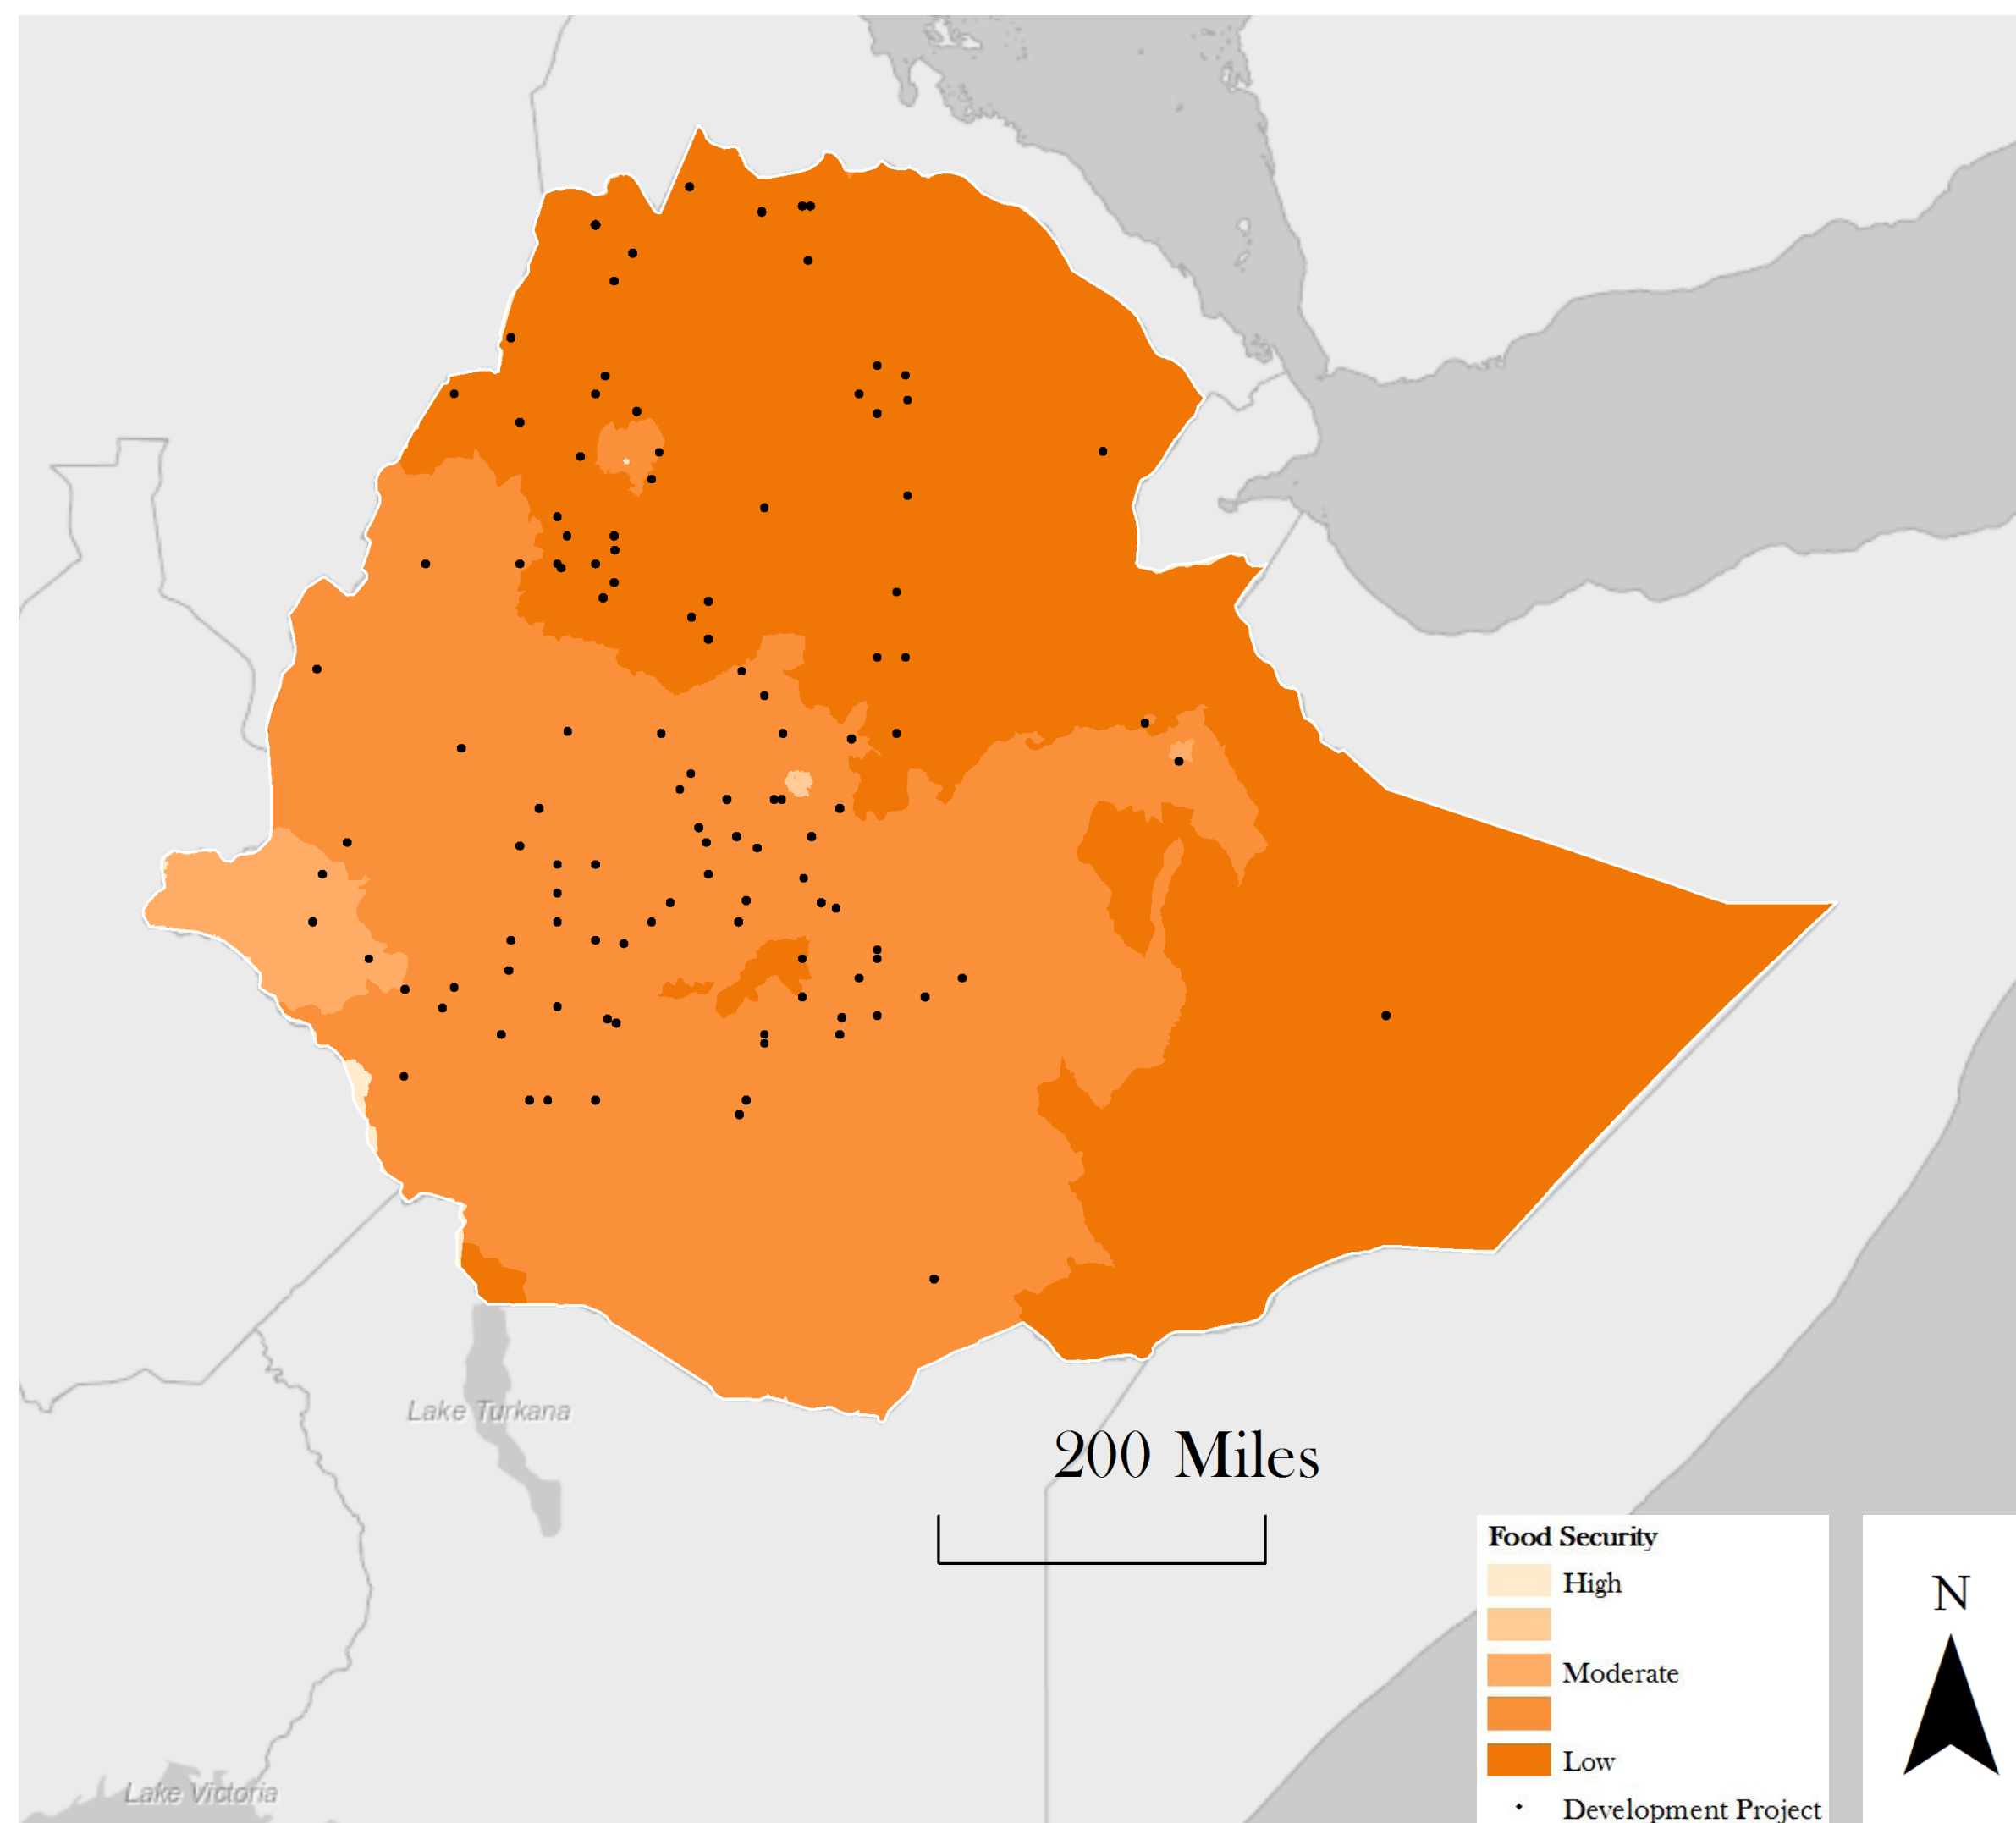 Lake Turkana
200 Miles
Food Security
High
Moderate
Low
Development Project
N
Lake Victoria